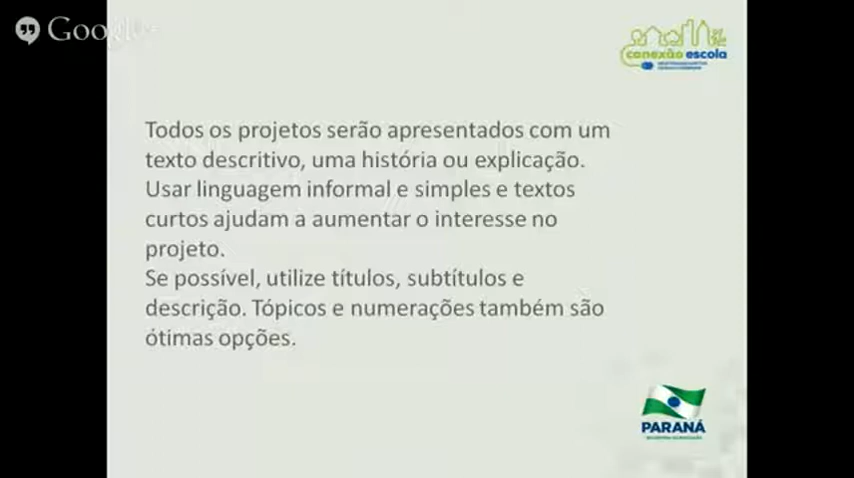 conexão escola
Todos os projetos serão apresentados com um
texto descritivo, uma história ou explicação.
Usar linguagem informal e simples e textos
curtos ajudam a aumentar o interesse no
projeto.
Se possível, utilize títulos, subtítulos e
descrição. Tópicos e numerações também são
ótimas opções.
PARANÁ